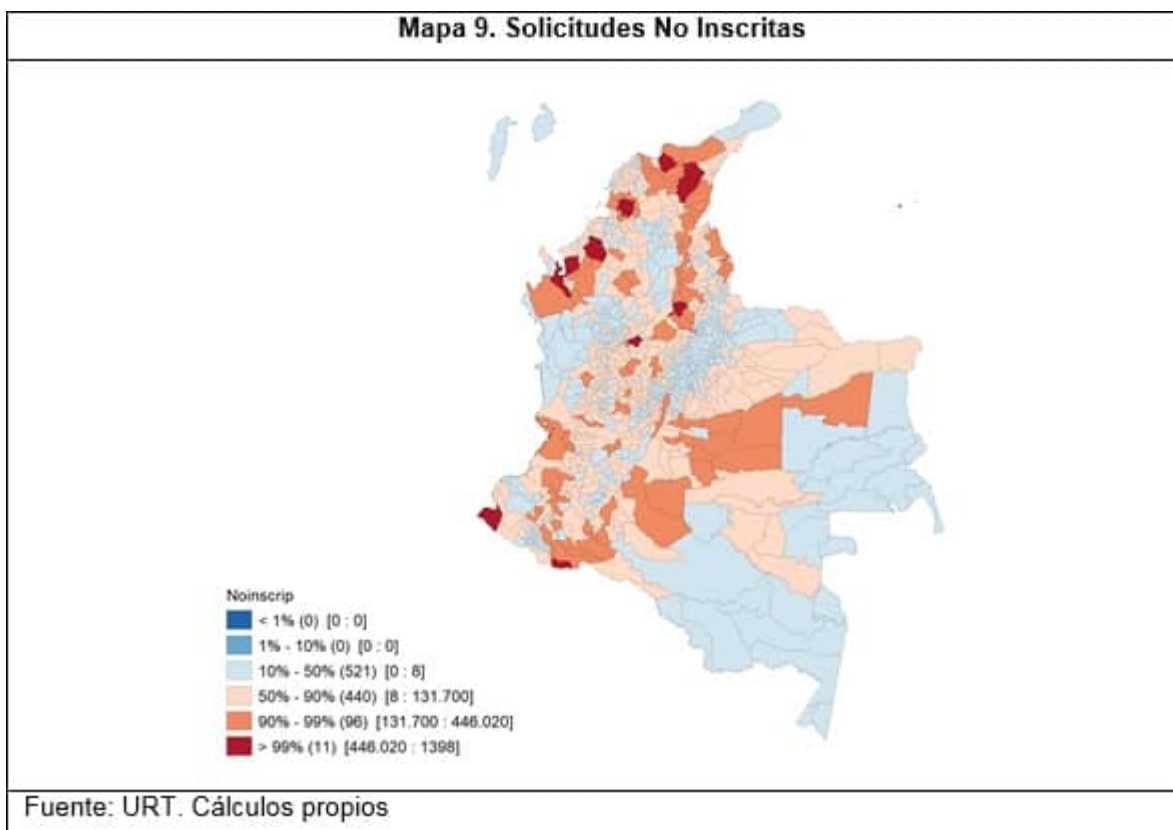 Mapa 9. Solicitudes No Inscritas
Noinscrip
< 1% (0) [0 : 0]
1% - 10% (0) [0 : 0]
10% - 50% (521) [0 : 8]
50% - 90% (440) [8 : 131.700]
90% - 99% (96) [131.700 : 446.020]
> 99% (11) [446.020 : 1398]
Fuente: URT. Cálculos propios